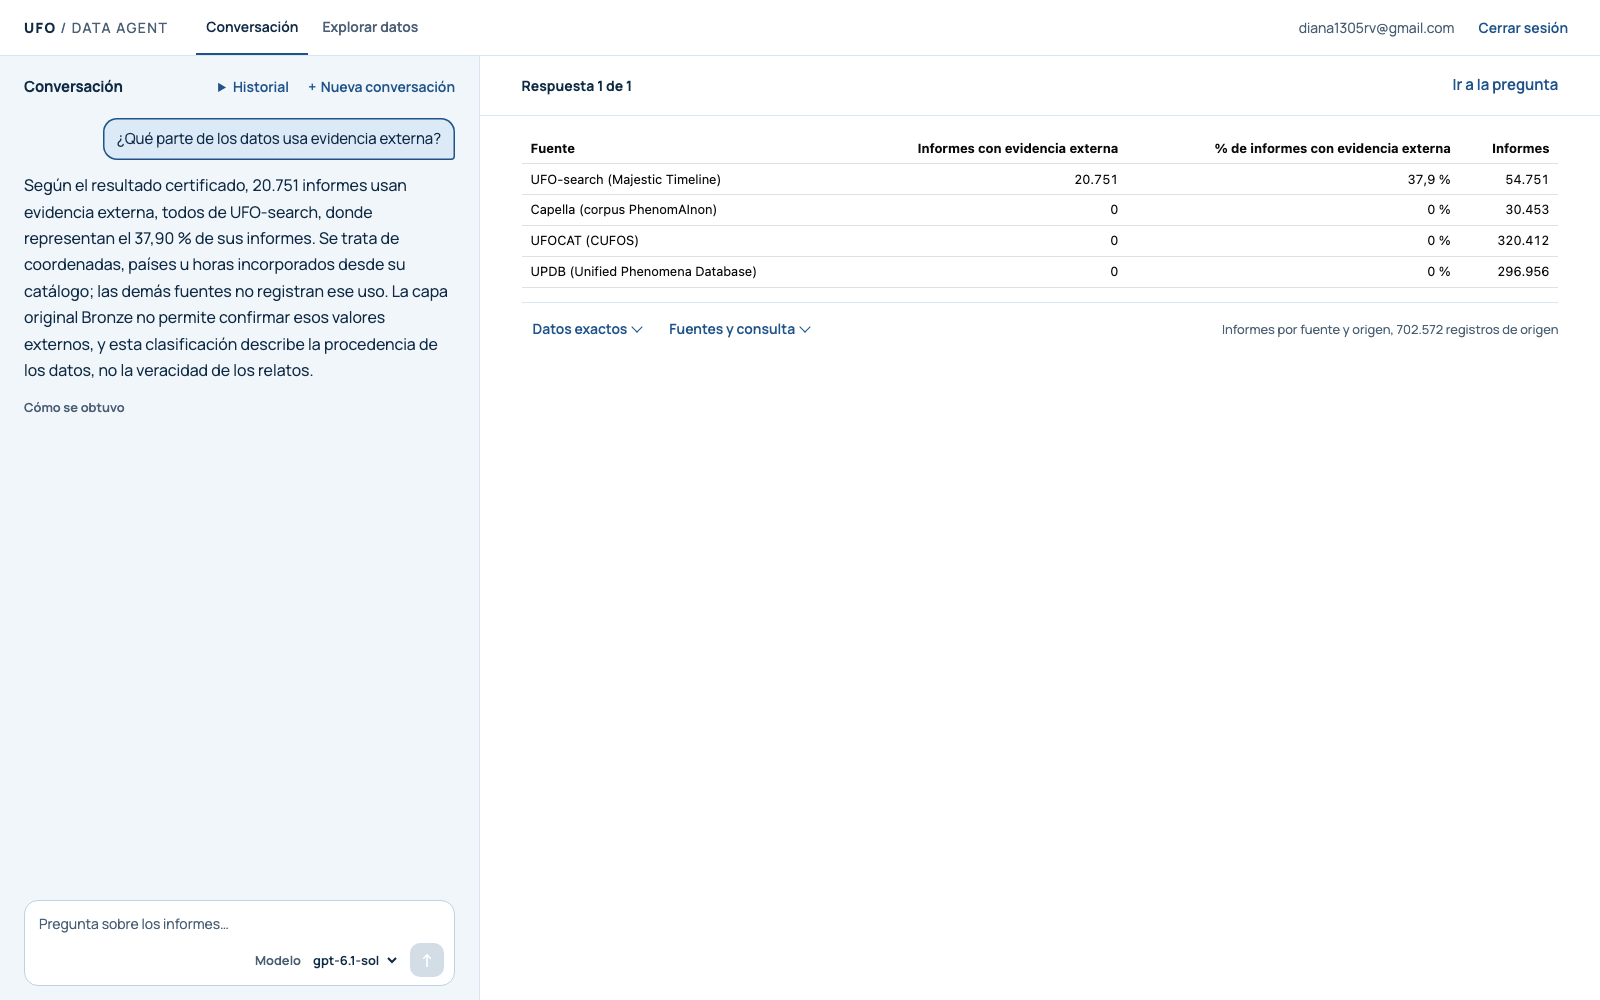 UFO / DATA AGENT
Conversación
Explorar datos
diana1305rv@gmail.com
Cerrar sesión
Conversación
▶ Historial
+ Nueva conversación
¿Qué parte de los datos usa evidencia externa?
Según el resultado certificado, 20.751 informes usan
evidencia externa, todos de UFO-search, donde
representan el 37,90 % de sus informes. Se trata de
coordenadas, países u horas incorporados desde su
catálogo; las demás fuentes no registran ese uso. La capa
original Bronze no permite confirmar esos valores
externos, y esta clasificación describe la procedencia de
los datos, no la veracidad de los relatos.
Cómo se obtuvo
Pregunta sobre los informes…
Modelo gpt-6.1-sol
Respuesta 1 de 1
Ir a la pregunta
Fuente Informes con evidencia externa % de informes con evidencia externa Informes
UFO-search (Majestic Timeline) 20.751 37,9 % 54.751
Capella (corpus PhenomAInon) 0 0 % 30.453
UFOCAT (CUFOS) 0 0 % 320.412
UPDB (Unified Phenomena Database) 0 0 % 296.956
Datos exactos
Fuentes y consulta
Informes por fuente y origen, 702.572 registros de origen